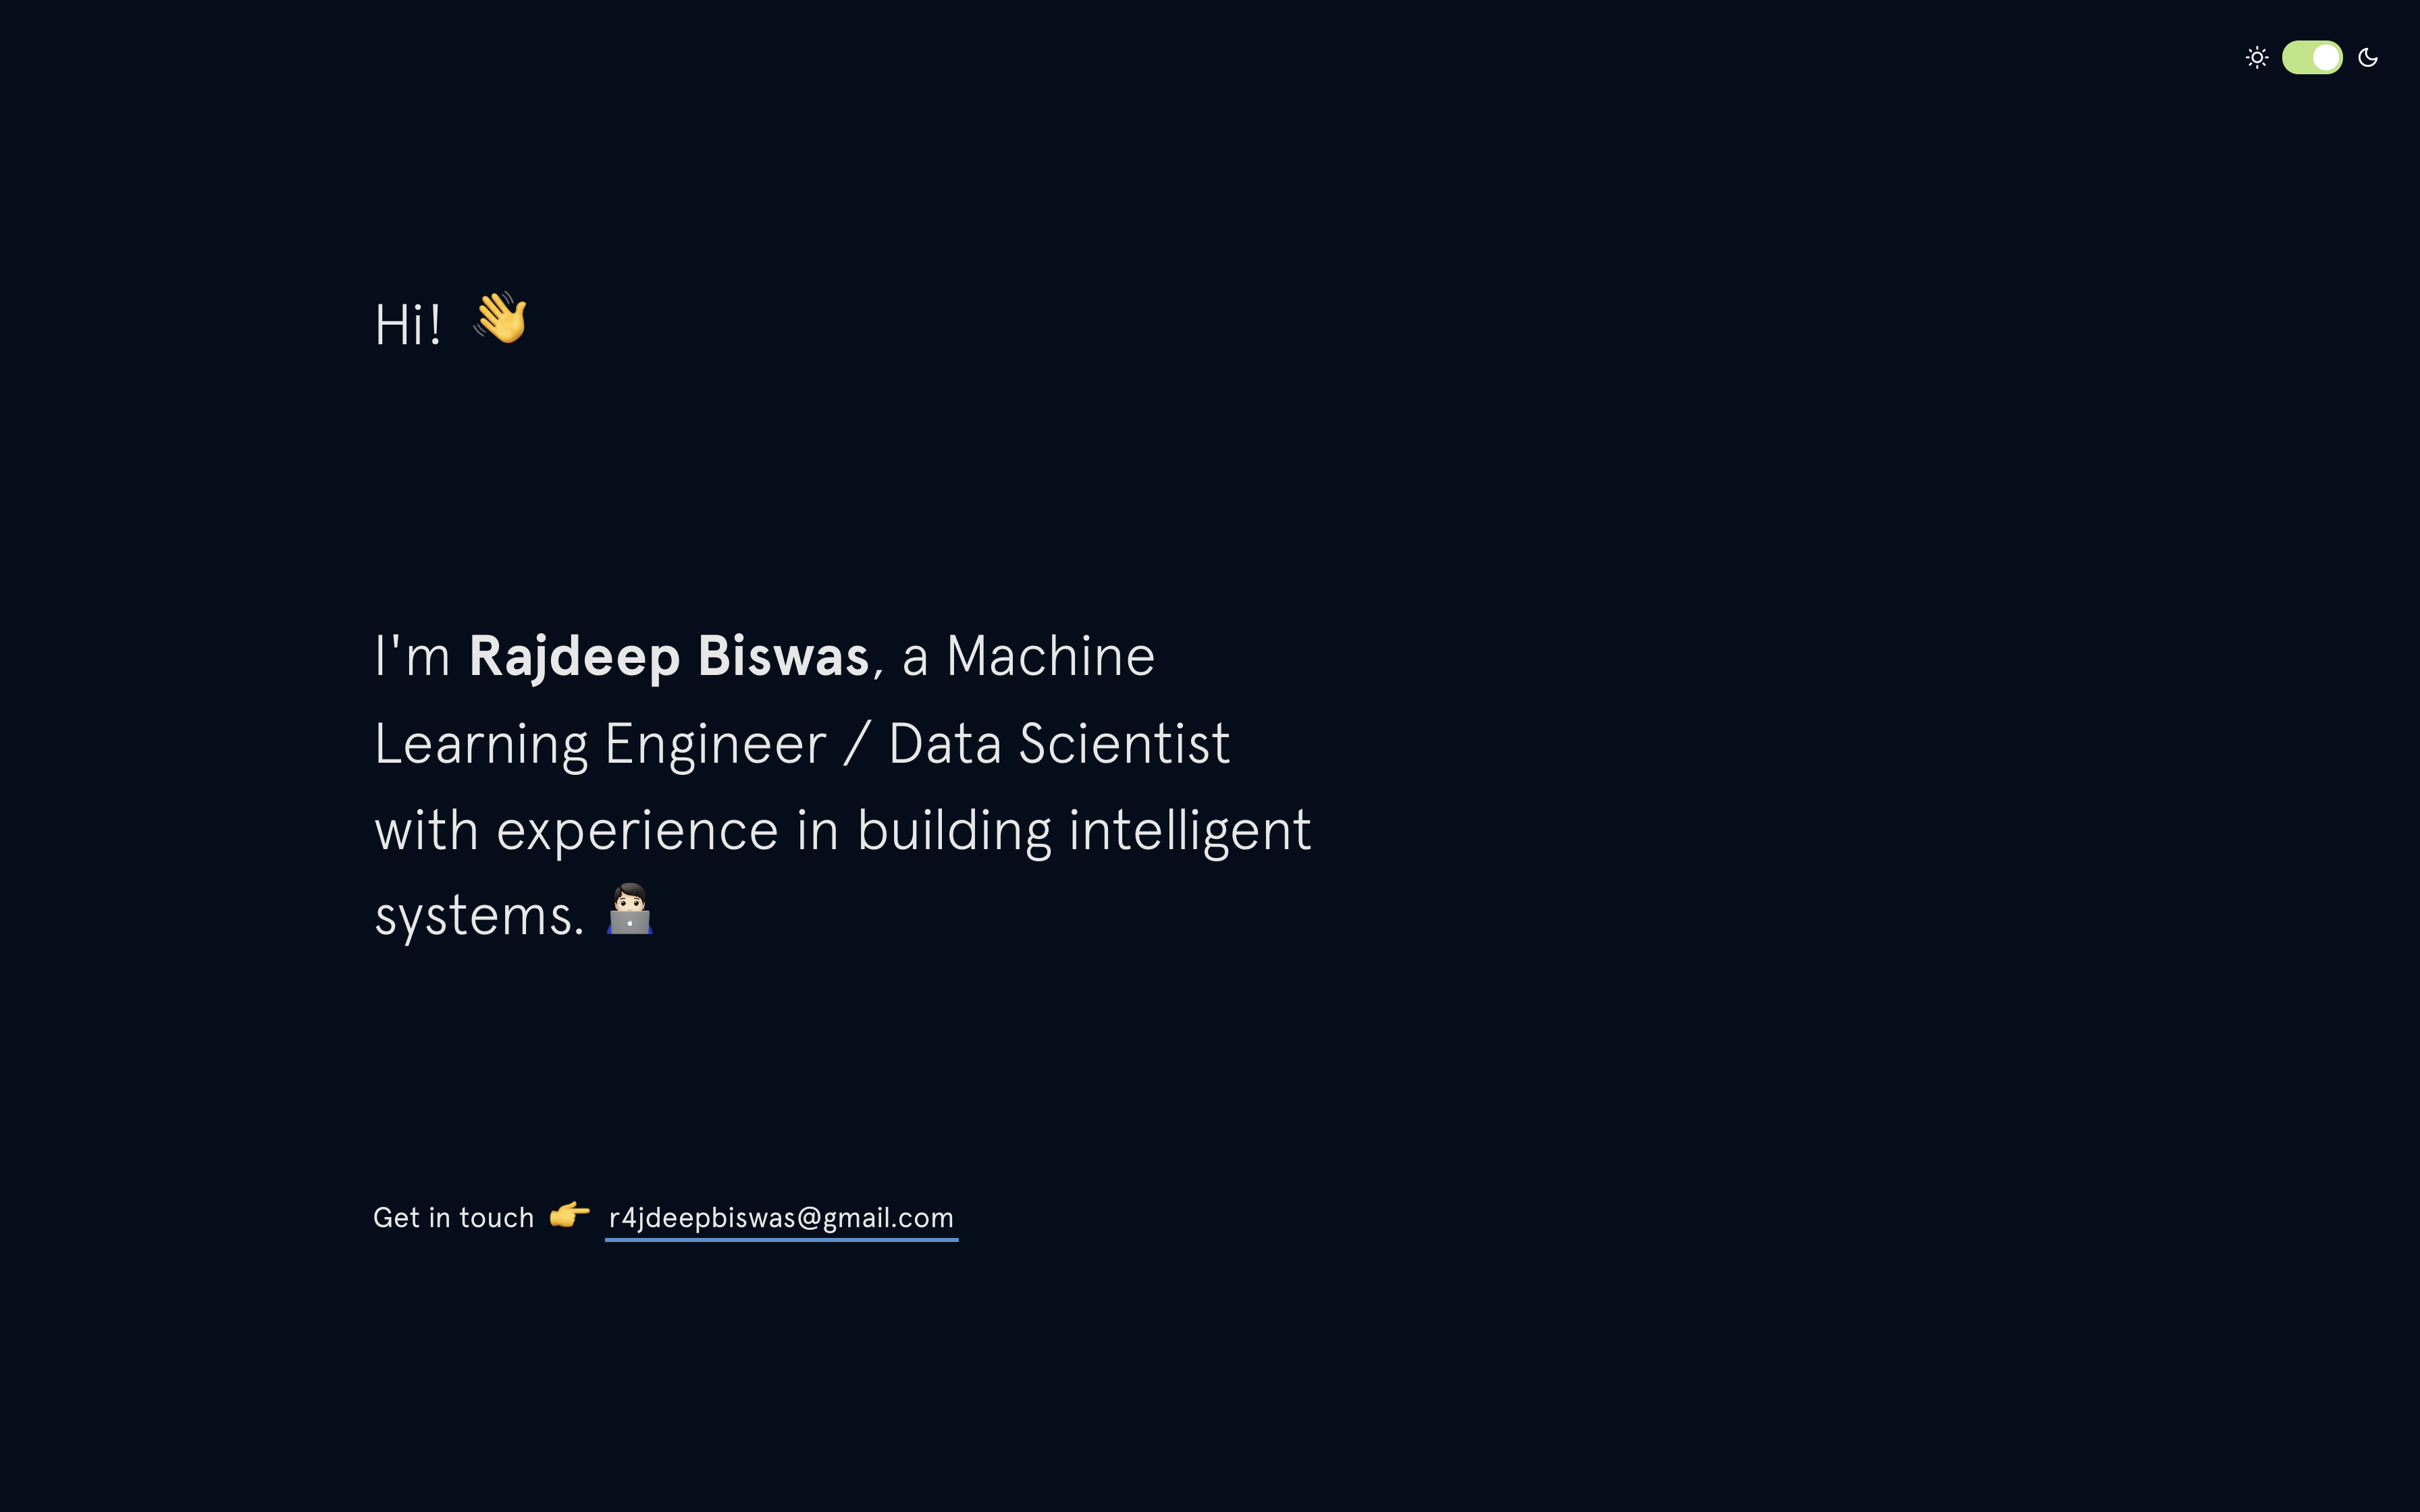 Hi! 👋
I'm Rajdeep Biswas, a Machine
Learning Engineer / Data Scientist
with experience in building intelligent
systems. 👨🏻‍💻
Get in touch 👉 r4jdeepbiswas@gmail.com